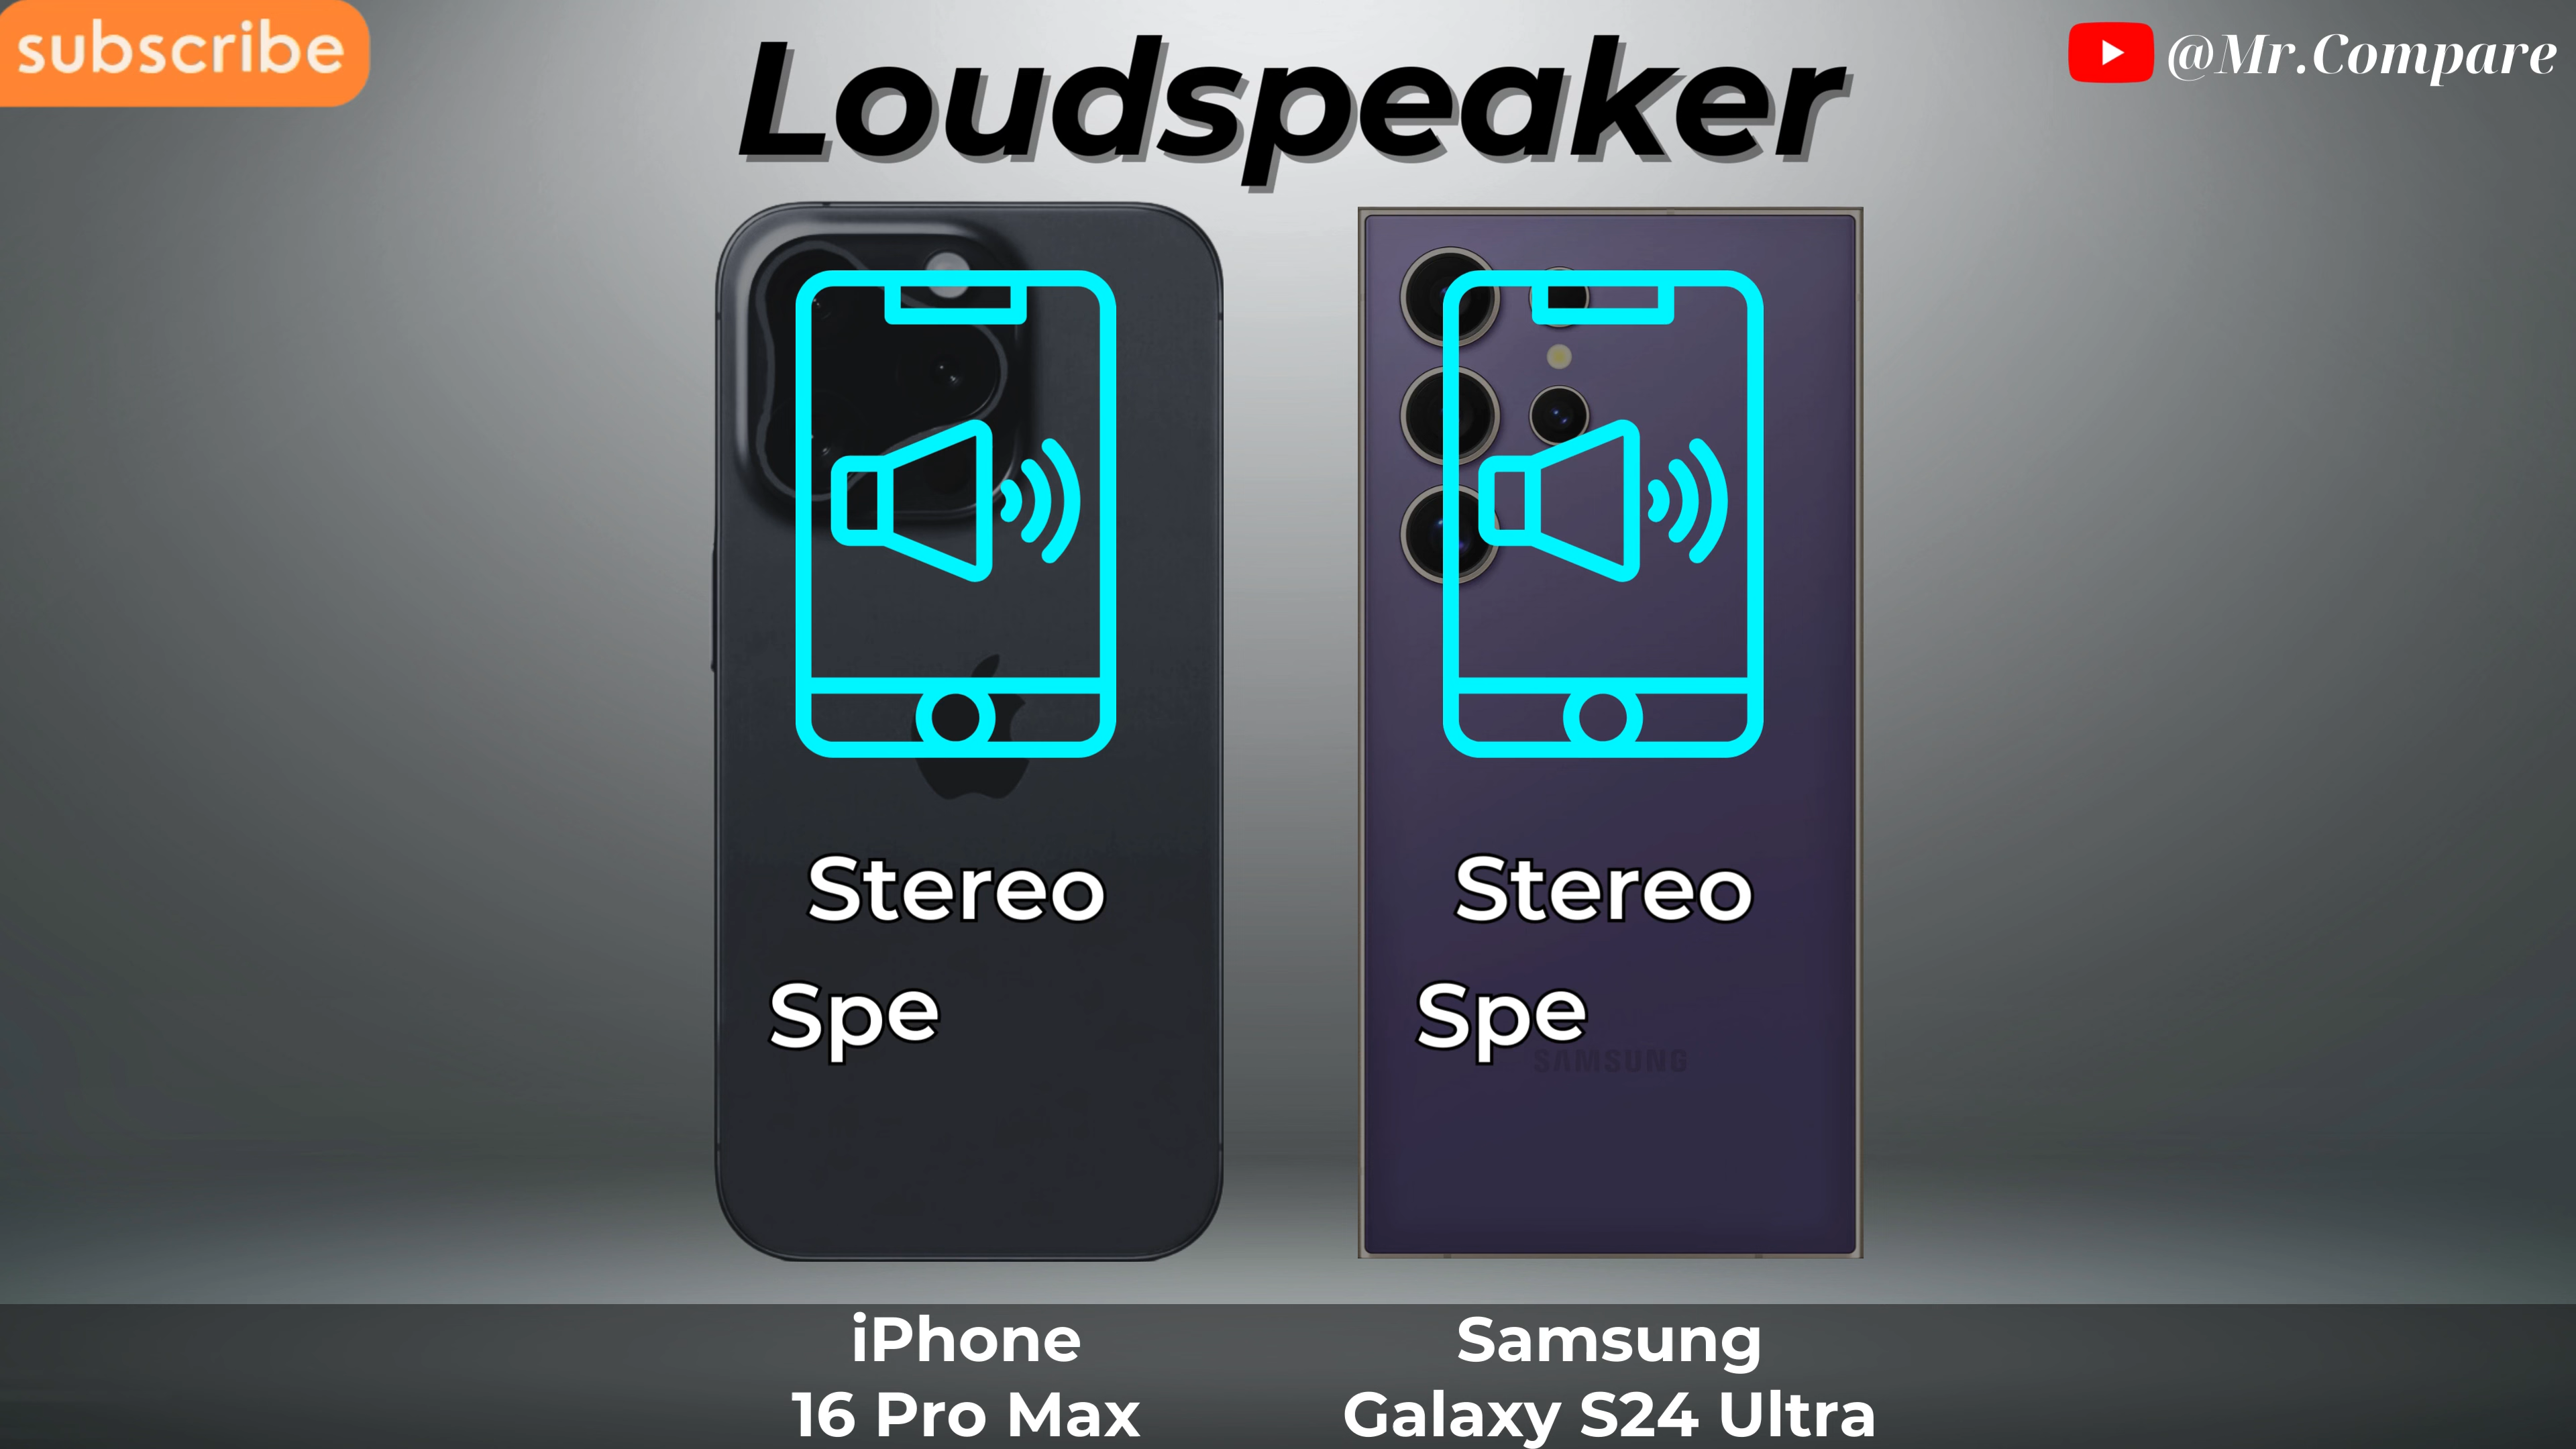 subscribe
Loudspeaker
@Mr.Compare
Stereo
Spe
Stereo
Spe
SAMSUNG
iPhone
16 Pro Max
Samsung
Galaxy S24 Ultra